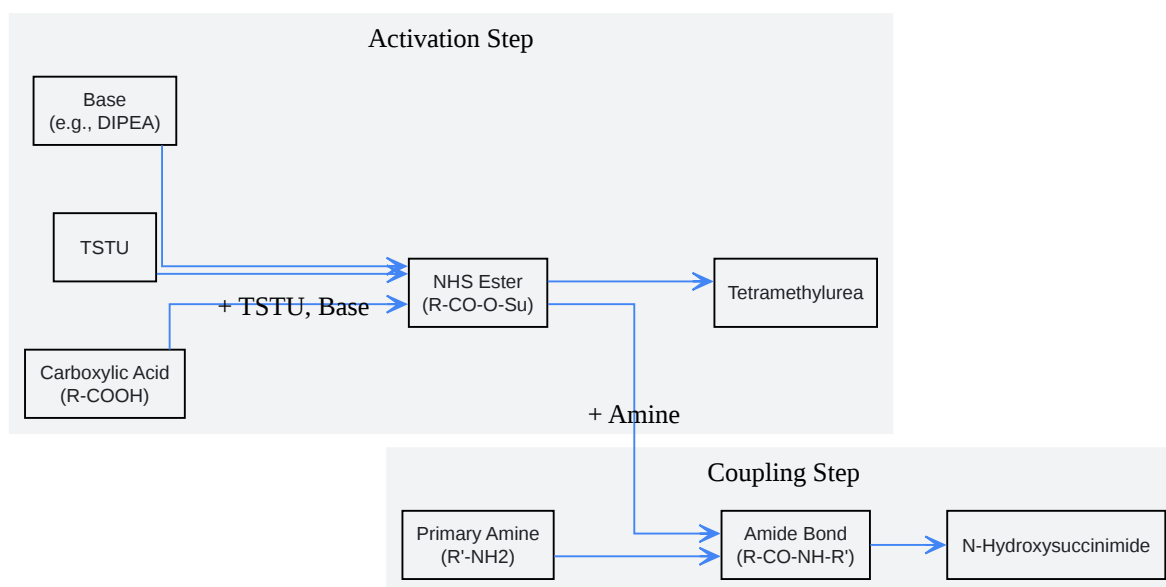 Activation Step
Base
(e.g., DIPEA)
TSTU
NHS Ester
(R-CO-O-Su)
Tetramethylurea
+ TSTU, Base
Carboxylic Acid
(R-COOH)
+ Amine
Coupling Step
Primary Amine
(R'-NH2)
Amide Bond
(R-CO-NH-R')
N-Hydroxysuccinimide